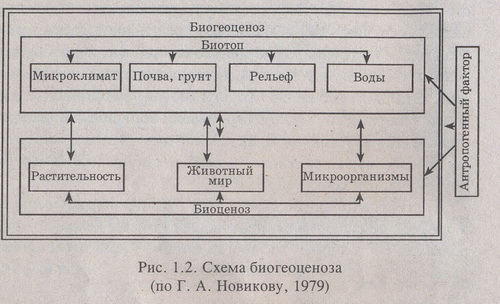 Биогеоценоз
Биотоп
Микроклимат
Почва, грунт
Рельеф
Воды
Антропогенный фактор
Растительность
Животный
мир
Микроорганизмы
Биоценоз
Рис. 1.2. Схема биогеоценоза
(по Г. А. Новикову, 1979)